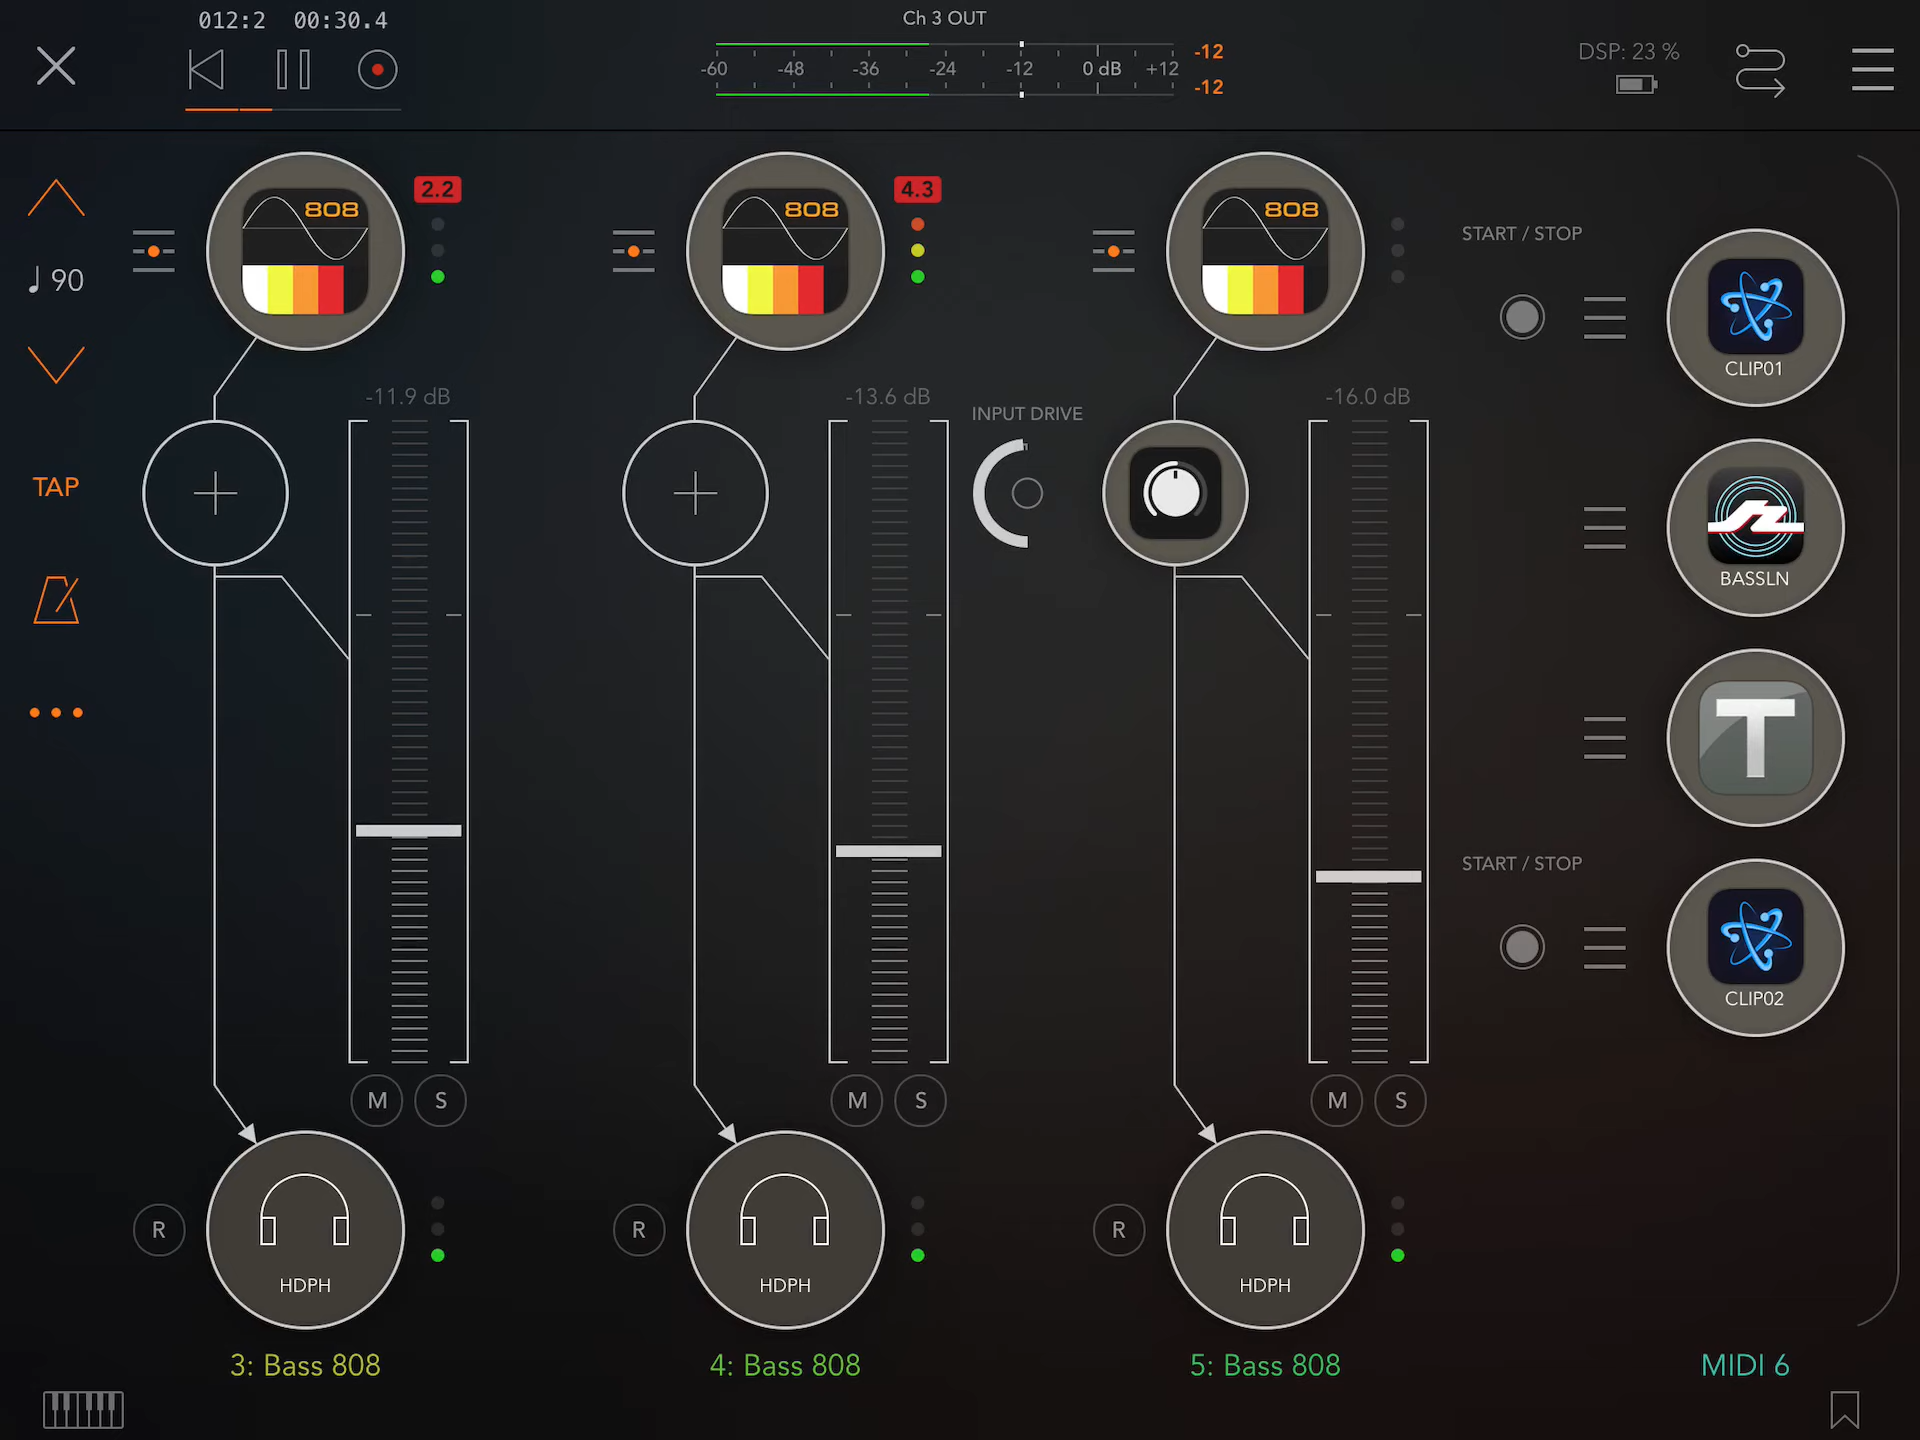 012:2 00:30.4
Ch 3 OUT
-60 -48 -36 -24 -12 0 dB +12
-12
-12
DSP: 23 %
♩ 90
TAP
808
2.2
808
4.3
808
-11.9 dB
-13.6 dB
INPUT DRIVE
-16.0 dB
START / STOP
CLIP01
BASSLN
T
START / STOP
CLIP02
M S
M S
M S
R
HDPH
R
HDPH
R
HDPH
3: Bass 808
4: Bass 808
5: Bass 808
MIDI 6